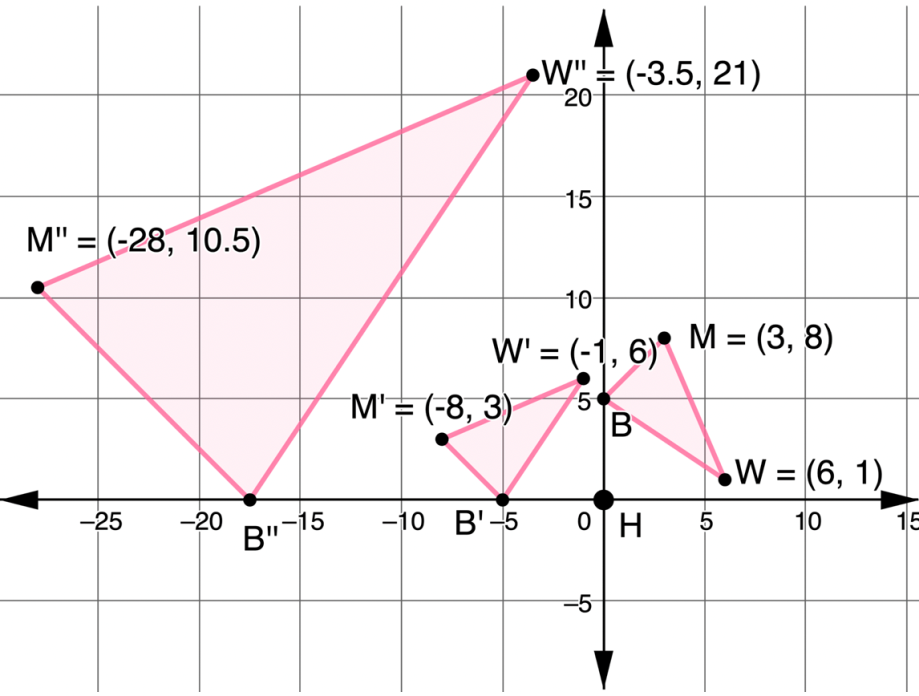 W" = (-3.5, 21)
20
15
M" = (-28, 10.5)
10
W' = (-1, 6)
M = (3, 8)
M' = (-8, 3)
5
B
W = (6, 1)
–25
–20
–15
–10
–5
0
5
10
15
B"
B'
H
–5